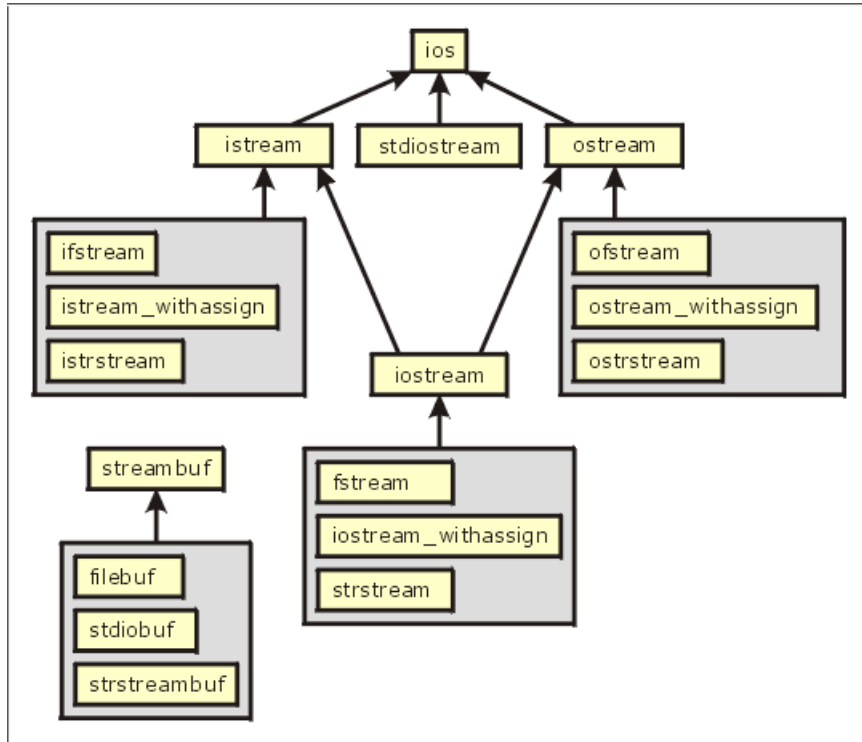 ios
istream
stdiostream
ostream
ifstream
istream_withassign
istrstream
ofstream
ostream_withassign
ostrstream
iostream
streambuf
fstream
iostream_withassign
strstream
filebuf
stdiobuf
strstreambuf